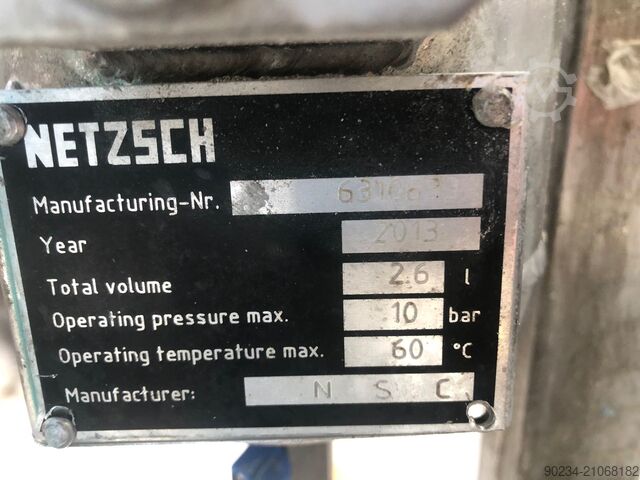 NETZSCH
Manufacturing-Nr.
Year 2013
Total volume 2.6 l
Operating pressure max. 10 bar
Operating temperature max. 60 °C
Manufacturer: N S C
90234-21068182